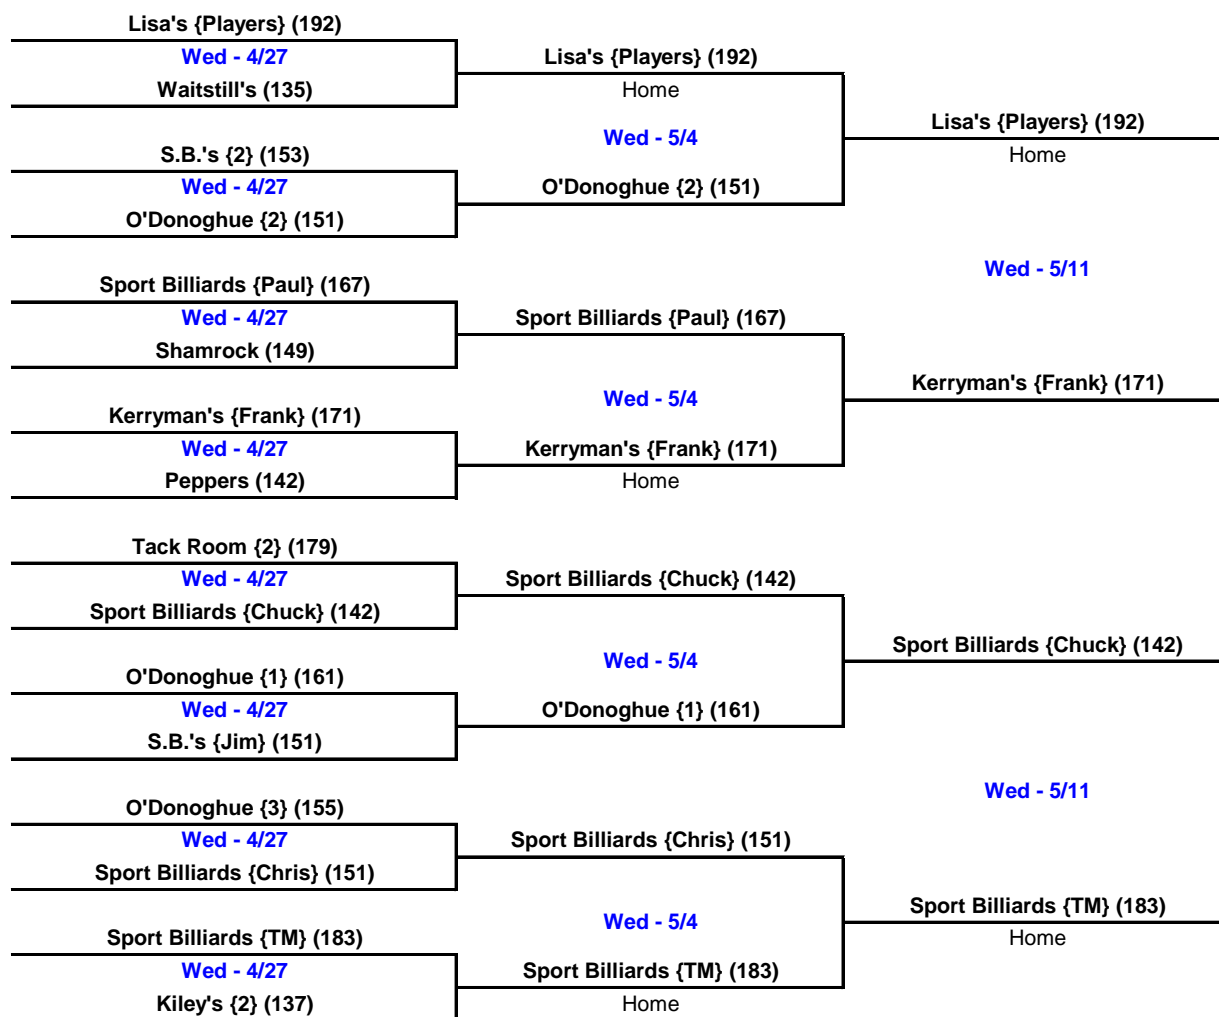 Lisa's {Players} (192)
Wed - 4/27
Waitstill's (135)
S.B.'s {2} (153)
Wed - 4/27
O'Donoghue {2} (151)
Sport Billiards {Paul} (167)
Wed - 4/27
Shamrock (149)
Kerryman's {Frank} (171)
Wed - 4/27
Peppers (142)
Tack Room {2} (179)
Wed - 4/27
Sport Billiards {Chuck} (142)
O'Donoghue {1} (161)
Wed - 4/27
S.B.'s {Jim} (151)
O'Donoghue {3} (155)
Wed - 4/27
Sport Billiards {Chris} (151)
Sport Billiards {TM} (183)
Wed - 4/27
Kiley's {2} (137)
Lisa's {Players} (192)
Home
Wed - 5/4
O'Donoghue {2} (151)
Sport Billiards {Paul} (167)
Wed - 5/4
Kerryman's {Frank} (171)
Home
Sport Billiards {Chuck} (142)
Wed - 5/4
O'Donoghue {1} (161)
Sport Billiards {Chris} (151)
Wed - 5/4
Sport Billiards {TM} (183)
Home
Lisa's {Players} (192)
Home
Wed - 5/11
Kerryman's {Frank} (171)
Sport Billiards {Chuck} (142)
Wed - 5/11
Sport Billiards {TM} (183)
Home